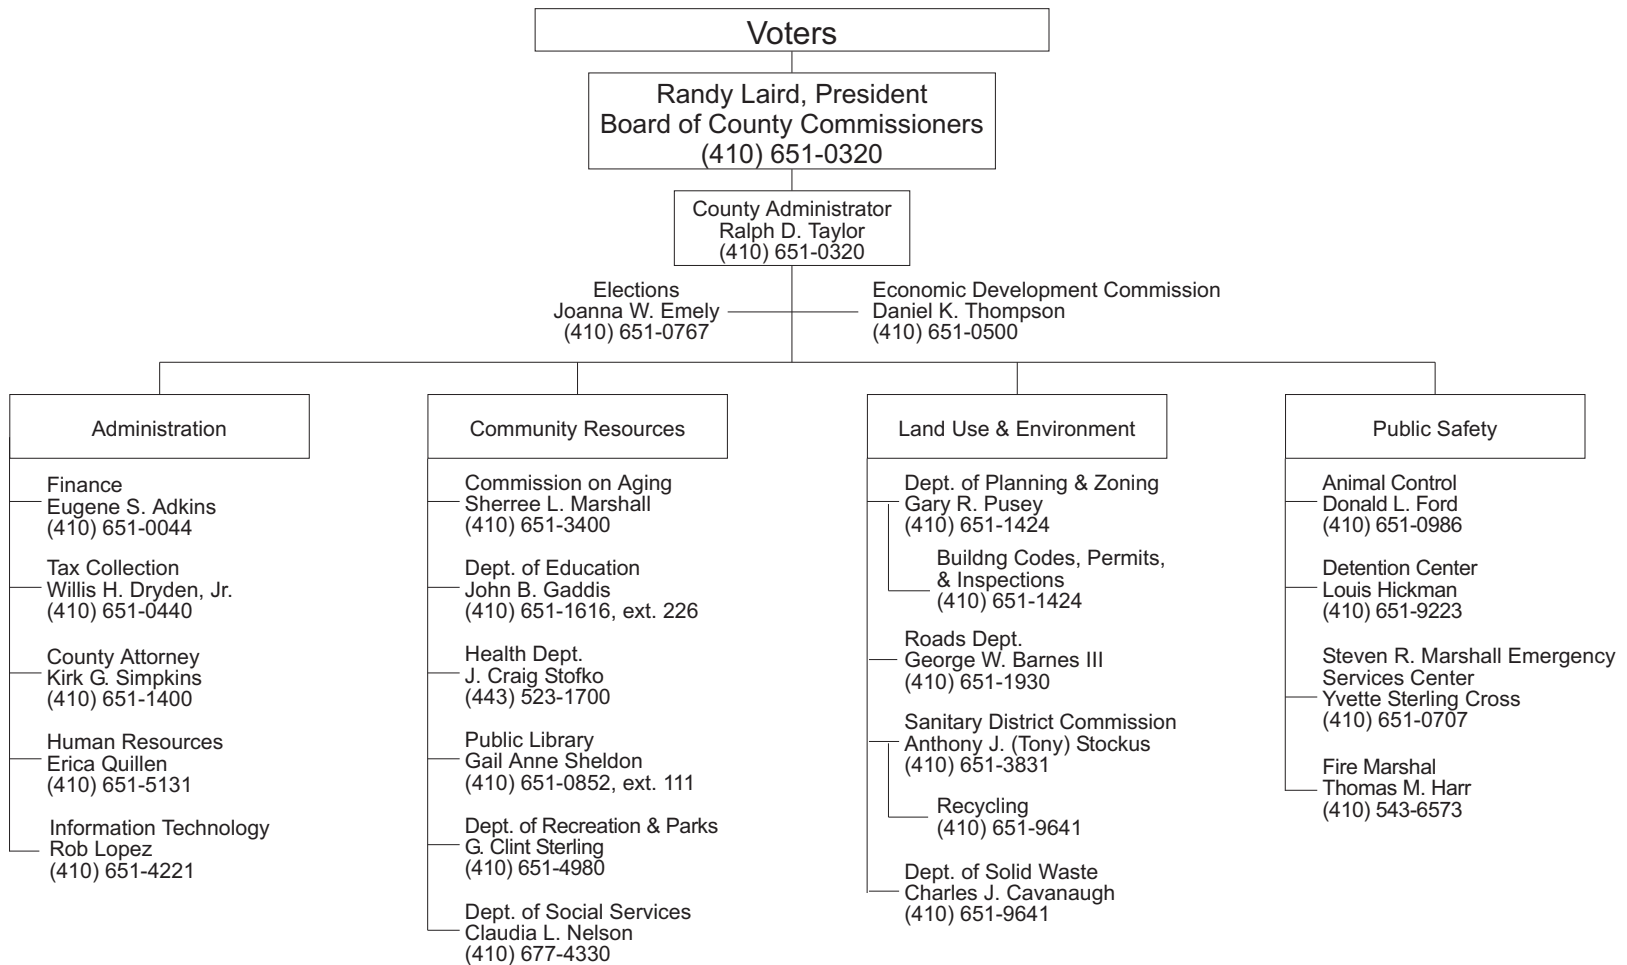 Voters
Randy Laird, President
Board of County Commissioners
(410) 651-0320
County Administrator
Ralph D. Taylor
(410) 651-0320
Elections
Joanna W. Emely
(410) 651-0767
Economic Development Commission
Daniel K. Thompson
(410) 651-0500
Administration
Finance
Eugene S. Adkins
(410) 651-0044
Tax Collection
Willis H. Dryden, Jr.
(410) 651-0440
County Attorney
Kirk G. Simpkins
(410) 651-1400
Human Resources
Erica Quillen
(410) 651-5131
Information Technology
Rob Lopez
(410) 651-4221
Community Resources
Commission on Aging
Sherree L. Marshall
(410) 651-3400
Dept. of Education
John B. Gaddis
(410) 651-1616, ext. 226
Health Dept.
J. Craig Stofko
(443) 523-1700
Public Library
Gail Anne Sheldon
(410) 651-0852, ext. 111
Dept. of Recreation & Parks
G. Clint Sterling
(410) 651-4980
Dept. of Social Services
Claudia L. Nelson
(410) 677-4330
Land Use & Environment
Dept. of Planning & Zoning
Gary R. Pusey
(410) 651-1424
Buildng Codes, Permits,
& Inspections
(410) 651-1424
Roads Dept.
George W. Barnes III
(410) 651-1930
Sanitary District Commission
Anthony J. (Tony) Stockus
(410) 651-3831
Recycling
(410) 651-9641
Dept. of Solid Waste
Charles J. Cavanaugh
(410) 651-9641
Public Safety
Animal Control
Donald L. Ford
(410) 651-0986
Detention Center
Louis Hickman
(410) 651-9223
Steven R. Marshall Emergency
Services Center
Yvette Sterling Cross
(410) 651-0707
Fire Marshal
Thomas M. Harr
(410) 543-6573